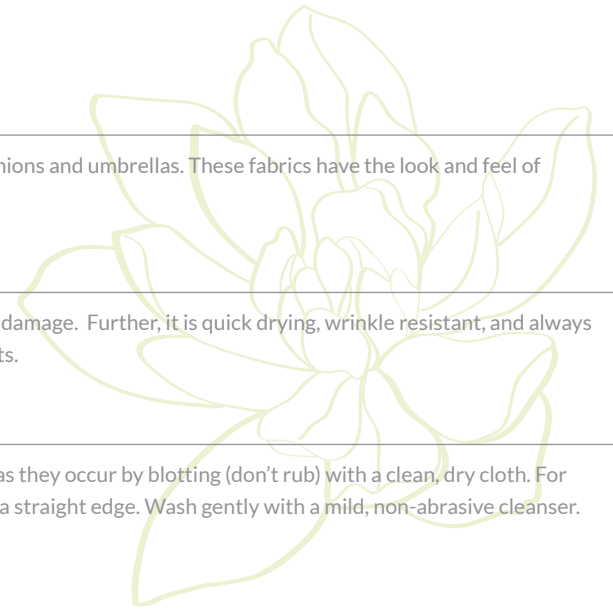 and umbrellas. These fabrics have the look and feel of
damage. Further, it is quick drying, wrinkle resistant, and always
as they occur by blotting (don’t rub) with a clean, dry cloth. For
a straight edge. Wash gently with a mild, non-abrasive cleanser.